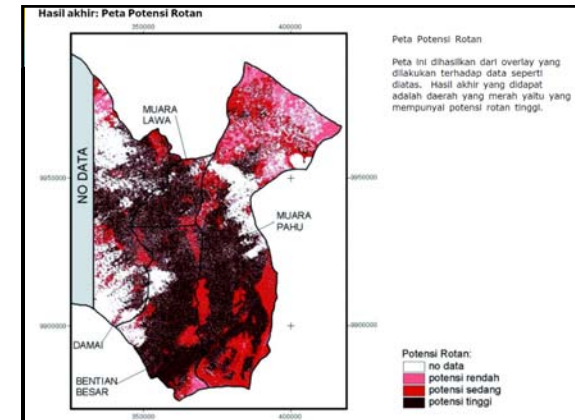 Hasil akhir: Peta Potensi Rotan
350000
400000
Peta Potensi Rotan
Peta ini dihasilkan dari overlay yang
dilakukan terhadap data seperti
diatas. Hasil akhir yang didapat
adalah daerah yang merah yaitu yang
mempunyai potensi rotan tinggi.
MUARA
LAWA
NO DATA
9950000
9950000
MUARA
PAHU
9900000
9900000
DAMAI
BENTIAN
BESAR
Potensi Rotan:
no data
potensi rendah
potensi sedang
potensi tinggi
350000
400000